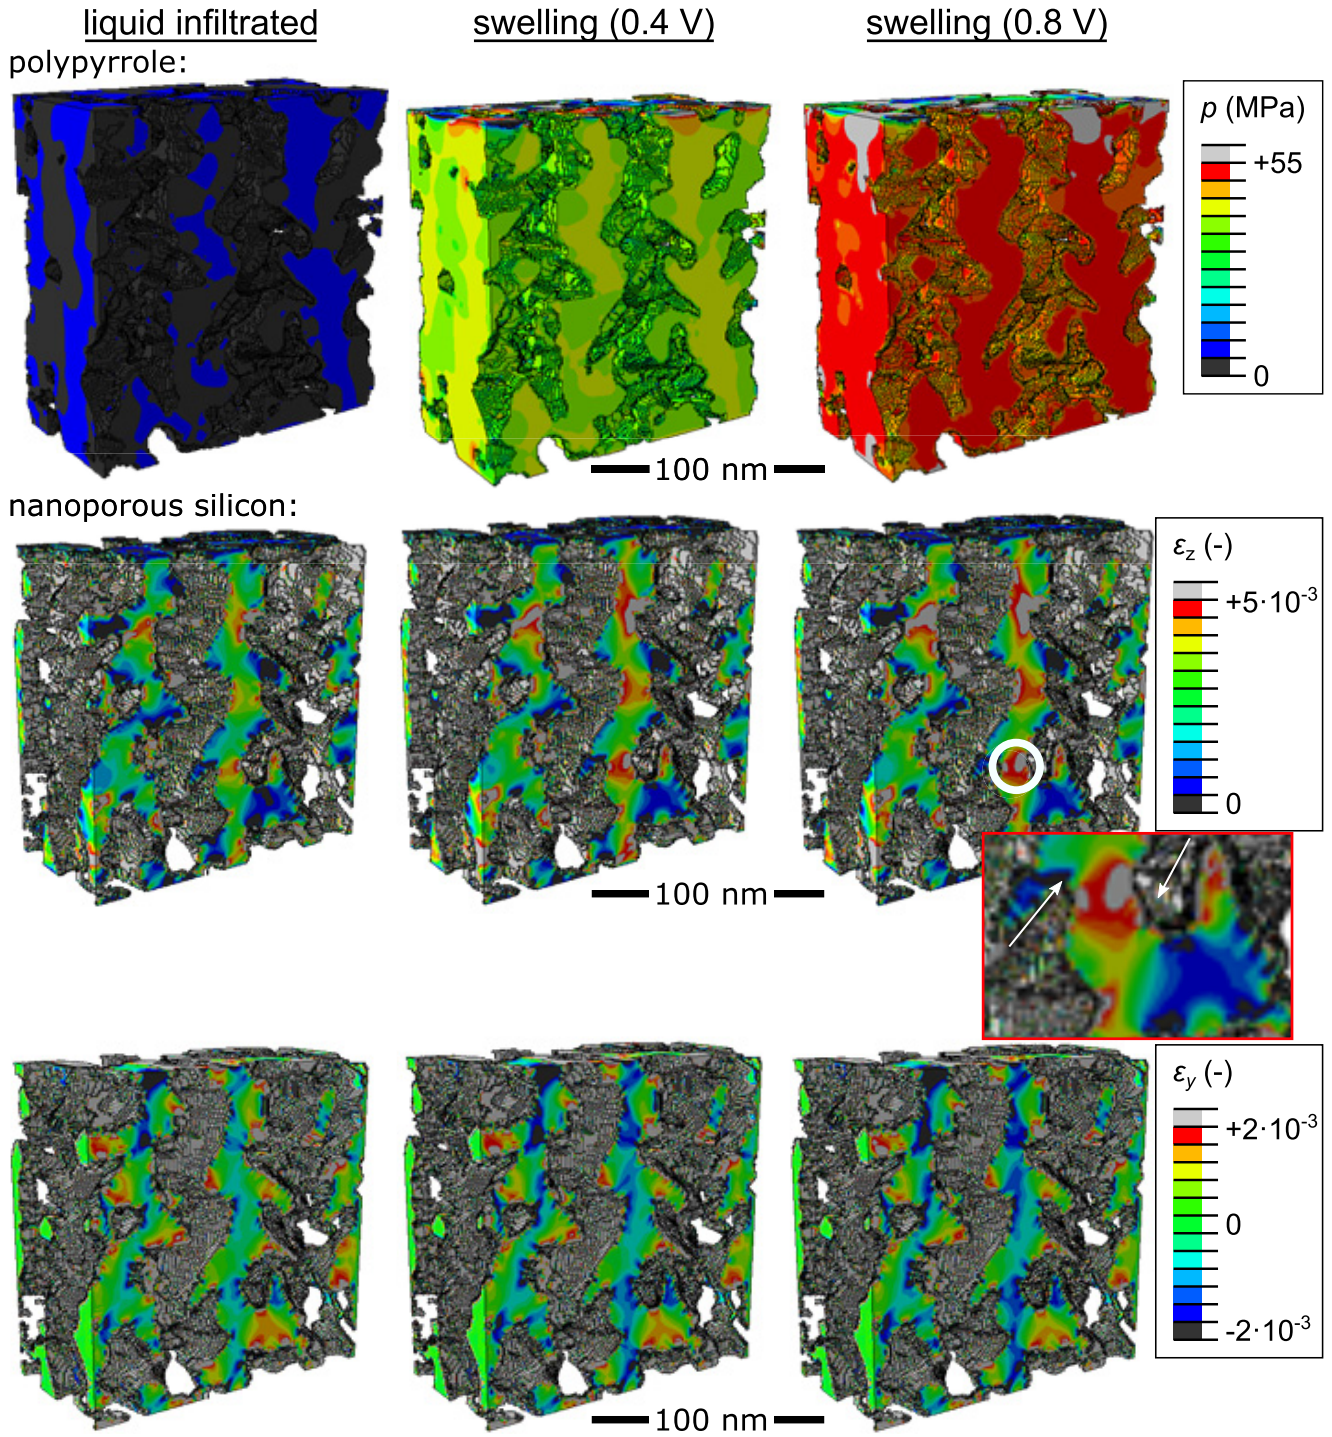 liquid infiltrated
swelling (0.4 V)
swelling (0.8 V)
polypyrrole:
p (MPa)
+55
0
100 nm
nanoporous silicon:
εz (-)
+5·10-3
0
100 nm
εy (-)
+2·10-3
0
-2·10-3
100 nm